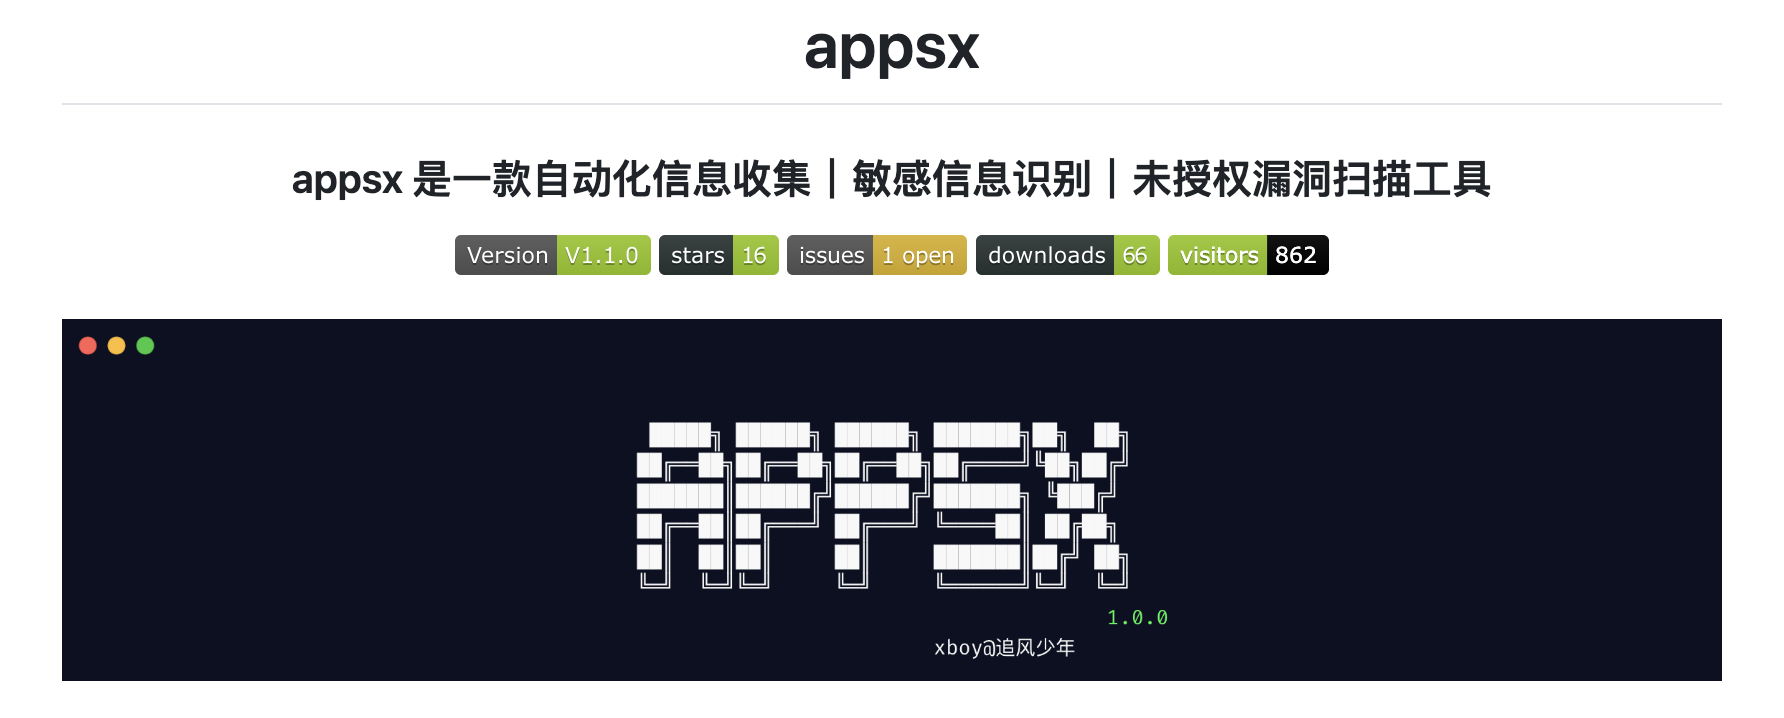 appsx
appsx 是一款自动化信息收集｜敏感信息识别｜未授权漏洞扫描工具
Version V1.1.0 stars 16 issues 1 open downloads 66 visitors 862
APPSX
1.0.0
xboy@追风少年